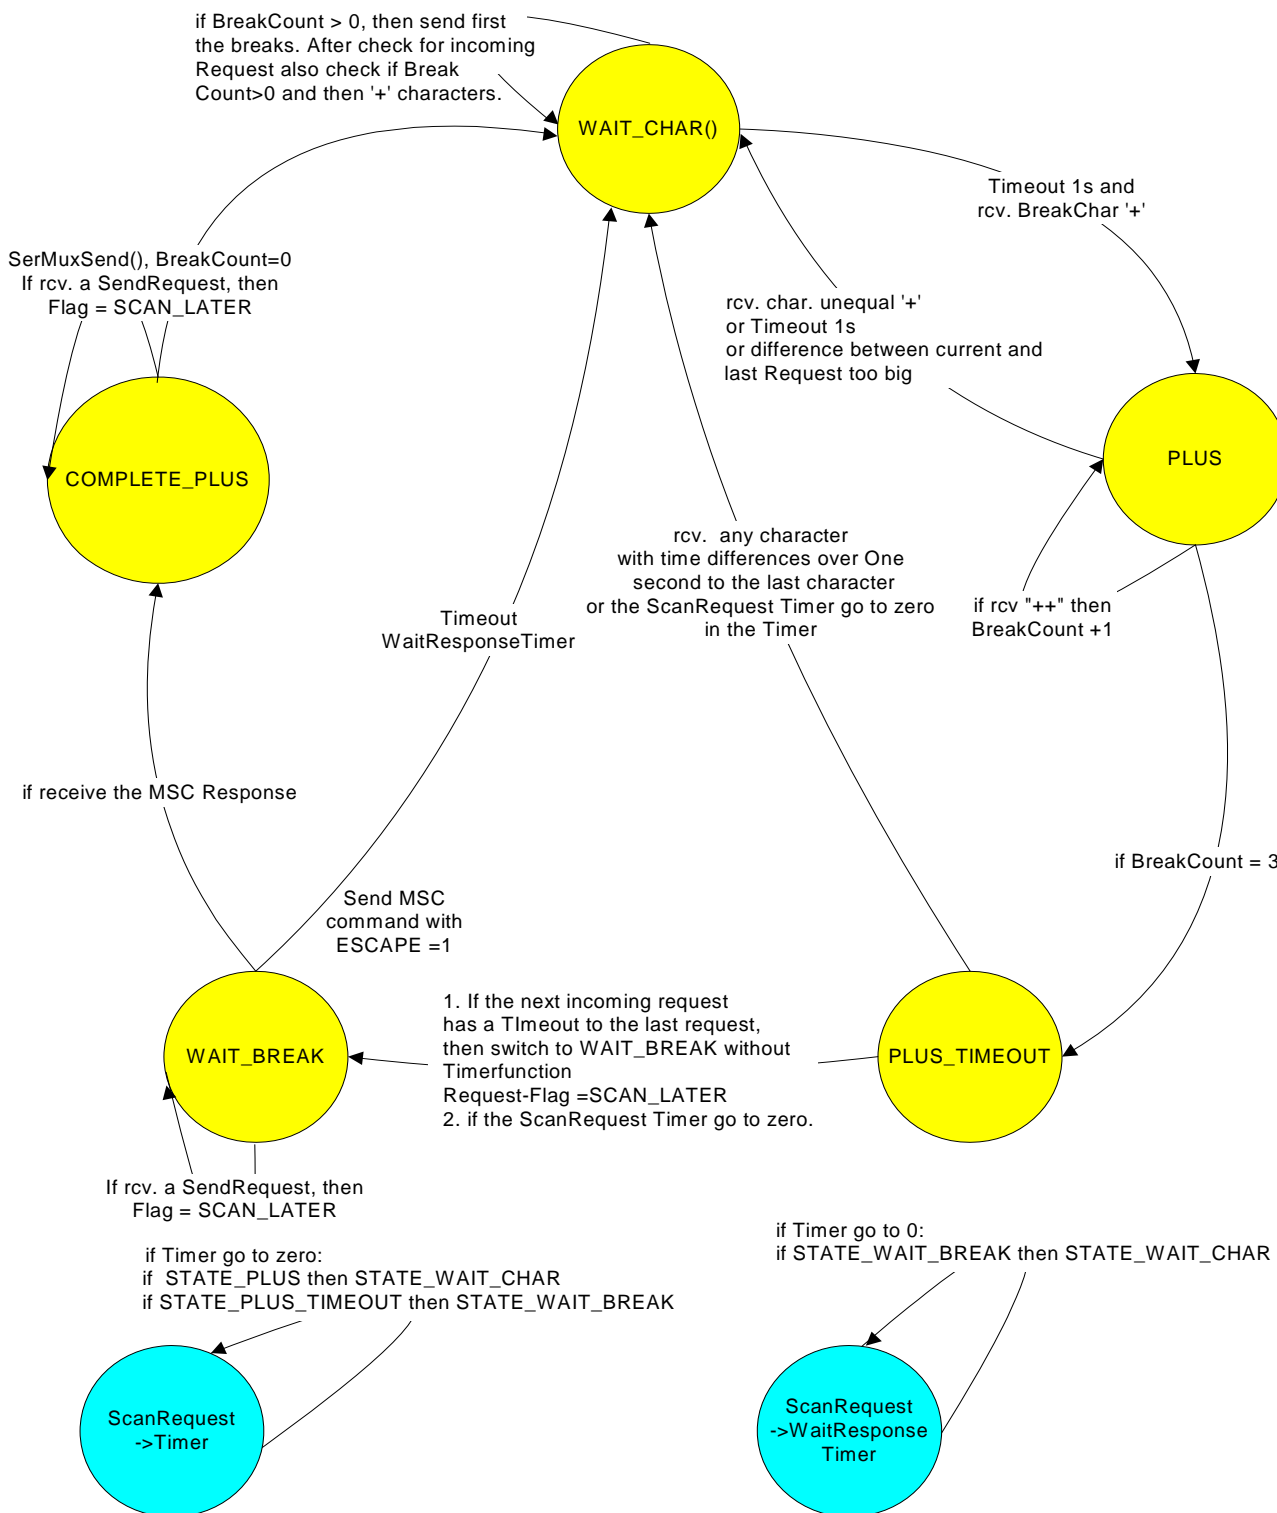 if BreakCount > 0, then send first
the breaks. After check for incoming
Request also check if Break
Count>0 and then '+' characters.
WAIT_CHAR()
Timeout 1s and
rcv. BreakChar '+'
SerMuxSend(), BreakCount=0
If rcv. a SendRequest, then
Flag = SCAN_LATER
rcv. char. unequal '+'
or Timeout 1s
or difference between current and
last Request too big
COMPLETE_PLUS
PLUS
rcv. any character
with time differences over One
second to the last character
or the ScanRequest Timer go to zero
in the Timer
if rcv "++" then
BreakCount +1
Timeout
WaitResponseTimer
if receive the MSC Response
if BreakCount = 3
Send MSC
command with
ESCAPE =1
1. If the next incoming request
has a TImeout to the last request,
then switch to WAIT_BREAK without
Timerfunction
Request-Flag =SCAN_LATER
2. if the ScanRequest Timer go to zero.
WAIT_BREAK
PLUS_TIMEOUT
If rcv. a SendRequest, then
Flag = SCAN_LATER
if Timer go to zero:
if STATE_PLUS then STATE_WAIT_CHAR
if STATE_PLUS_TIMEOUT then STATE_WAIT_BREAK
if Timer go to 0:
if STATE_WAIT_BREAK then STATE_WAIT_CHAR
ScanRequest
->Timer
ScanRequest
->WaitResponse
Timer